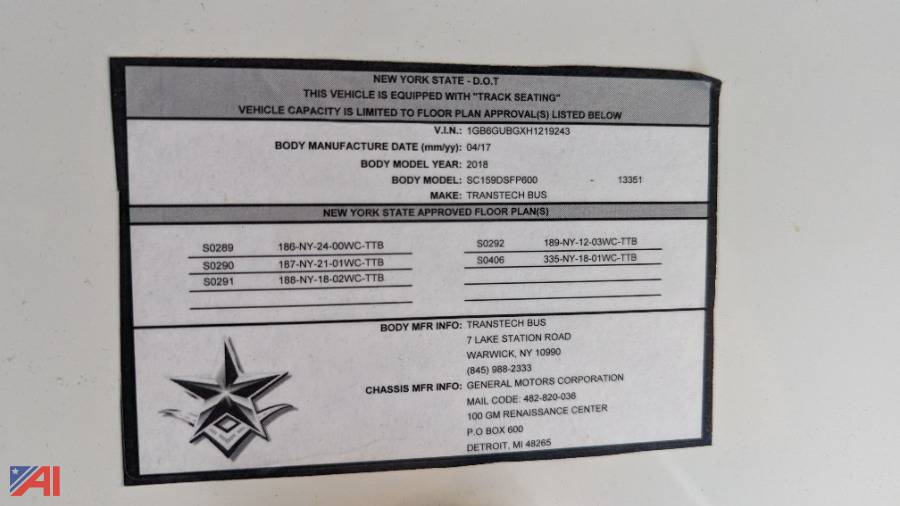 NEW YORK STATE - D.O.T
THIS VEHICLE IS EQUIPPED WITH "TRACK SEATING"
VEHICLE CAPACITY IS LIMITED TO FLOOR PLAN APPROVAL(S) LISTED BELOW
V.I.N.: 1GB6GUBGXH1219243
BODY MANUFACTURE DATE (mm/yy): 04/17
BODY MODEL YEAR: 2018
BODY MODEL: SC159DSFP600 - 13351
MAKE: TRANSTECH BUS
NEW YORK STATE APPROVED FLOOR PLAN(S)
S0289 186-NY-24-00WC-TTB
S0290 187-NY-21-01WC-TTB
S0291 188-NY-18-02WC-TTB
S0292 189-NY-12-03WC-TTB
S0406 335-NY-18-01WC-TTB
BODY MFR INFO: TRANSTECH BUS
7 LAKE STATION ROAD
WARWICK, NY 10990
(845) 988-2333
CHASSIS MFR INFO: GENERAL MOTORS CORPORATION
MAIL CODE: 482-820-036
100 GM RENAISSANCE CENTER
P.O BOX 600
DETROIT, MI 48265
AI